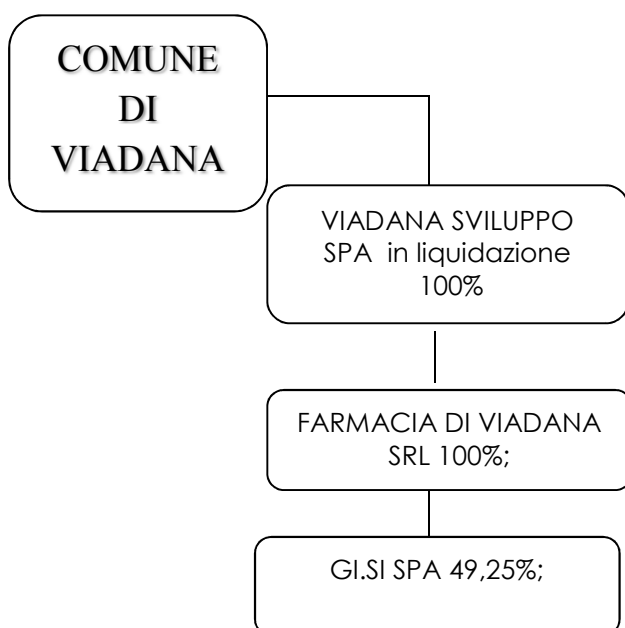 COMUNE
DI
VIADANA
VIADANA SVILUPPO
SPA in liquidazione
100%
FARMACIA DI VIADANA
SRL 100%;
GI.SI SPA 49,25%;